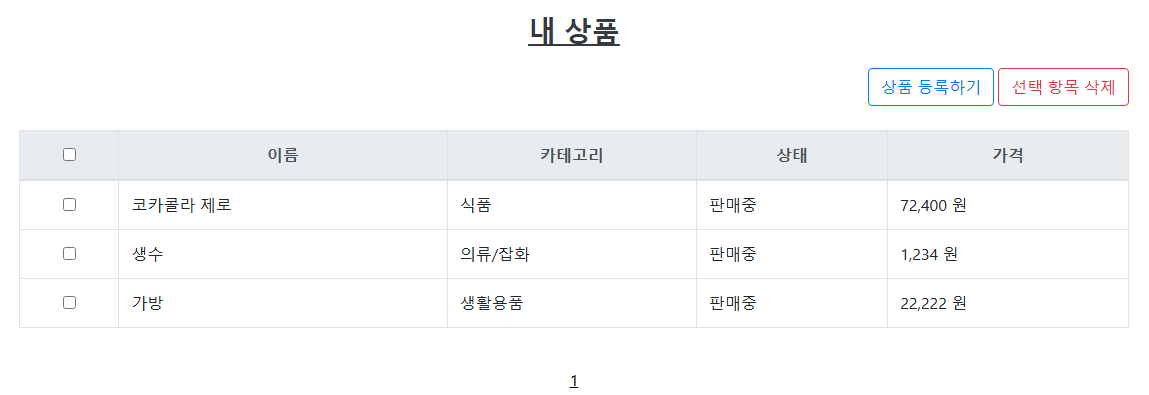 내 상품
상품 등록하기 선택 항목 삭제
이름 카테고리 상태 가격
코카콜라 제로 식품 판매중 72,400 원
생수 의류/잡화 판매중 1,234 원
가방 생활용품 판매중 22,222 원
1